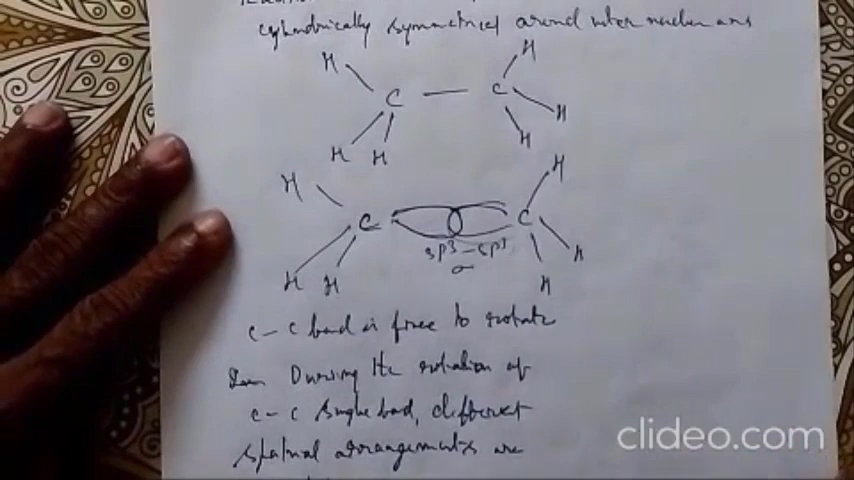 cylindrically symmetrical around inter nuclear axis
H H
C — C
H
H H H
H H
C C
sp3-sp3
σ H
H H H
C-C bond is free to rotate
During the rotation of
C-C single bond, different
spatial arrangements are
clideo.com